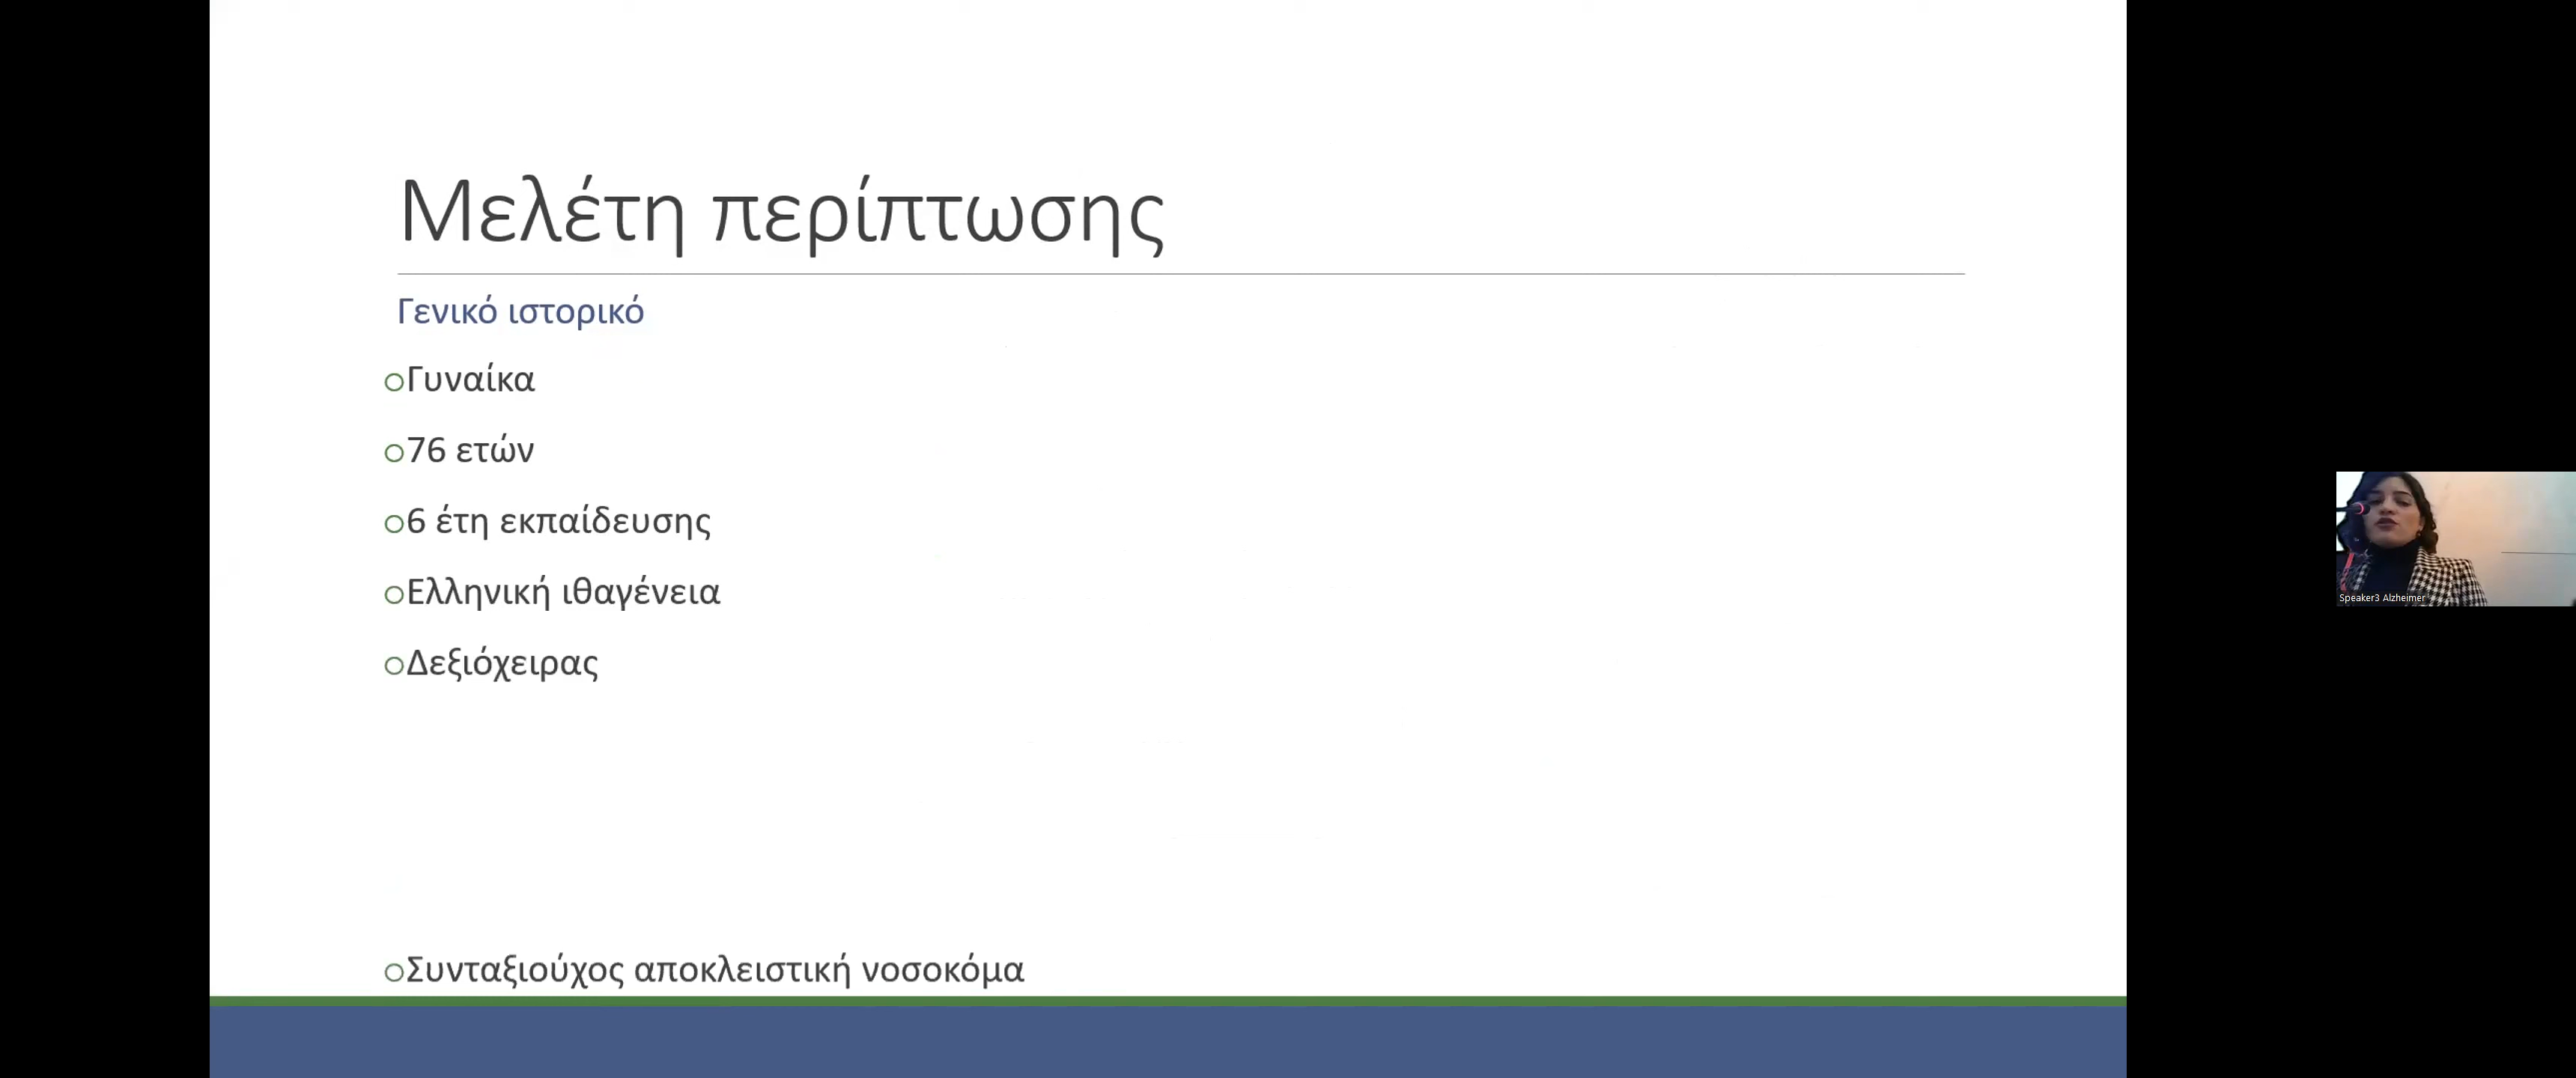 Μελέτη περίπτωσης
Γενικό ιστορικό
Γυναίκα
76 ετών
6 έτη εκπαίδευσης
Ελληνική ιθαγένεια
Δεξιόχειρας
Συνταξιούχος αποκλειστική νοσοκόμα
Speaker3 Alzheimer